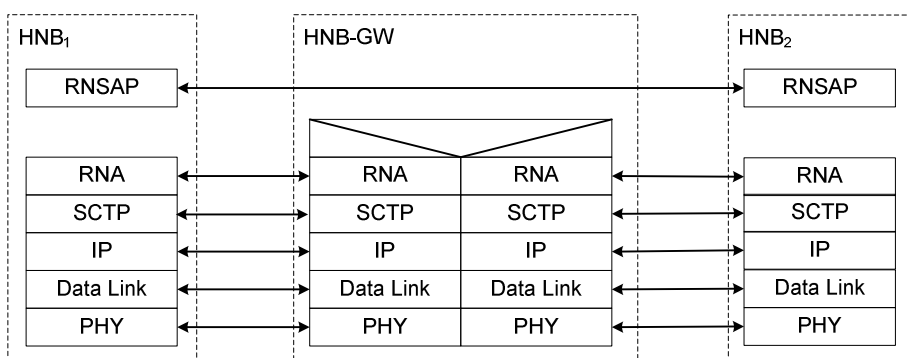 HNB₁ HNB-GW HNB₂
RNSAP RNSAP
RNA RNA RNA RNA
SCTP SCTP SCTP SCTP
IP IP IP IP
Data Link Data Link Data Link Data Link
PHY PHY PHY PHY